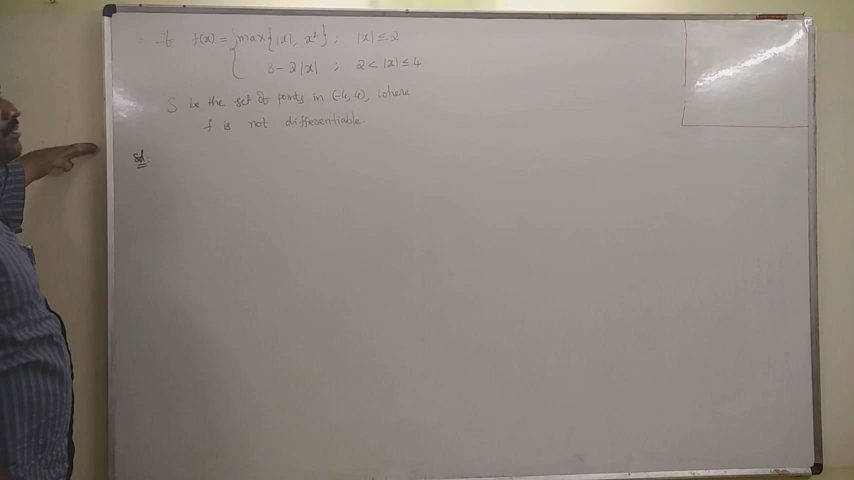 if f(x) = { max{|x|, x²} ; |x| ≤ 2
8 - 2|x| ; 2 < |x| ≤ 4
S be the set of points in (-4, 4), where
f is not differentiable.
Sol: